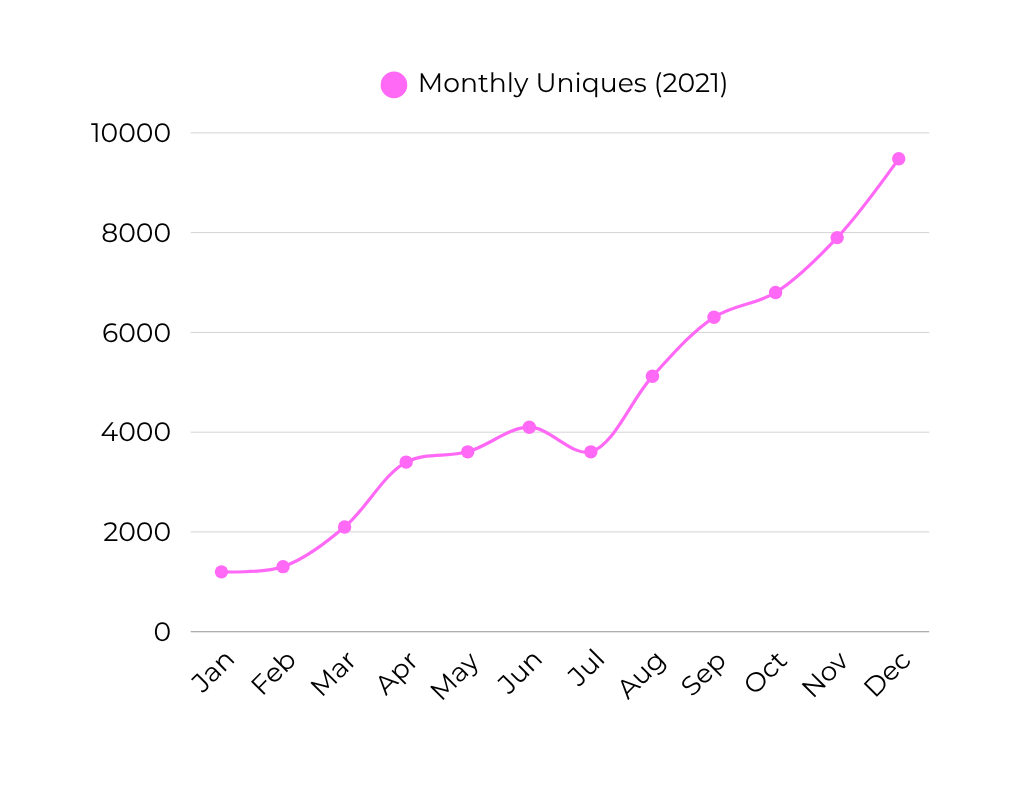 Monthly Uniques (2021)
10000
8000
6000
4000
2000
0
Jan
Feb
Mar
Apr
May
Jun
Jul
Aug
Sep
Oct
Nov
Dec